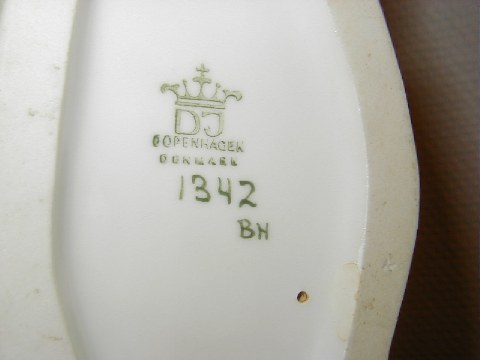 DJ
COPENHAGEN
DENMARK
1342
BH